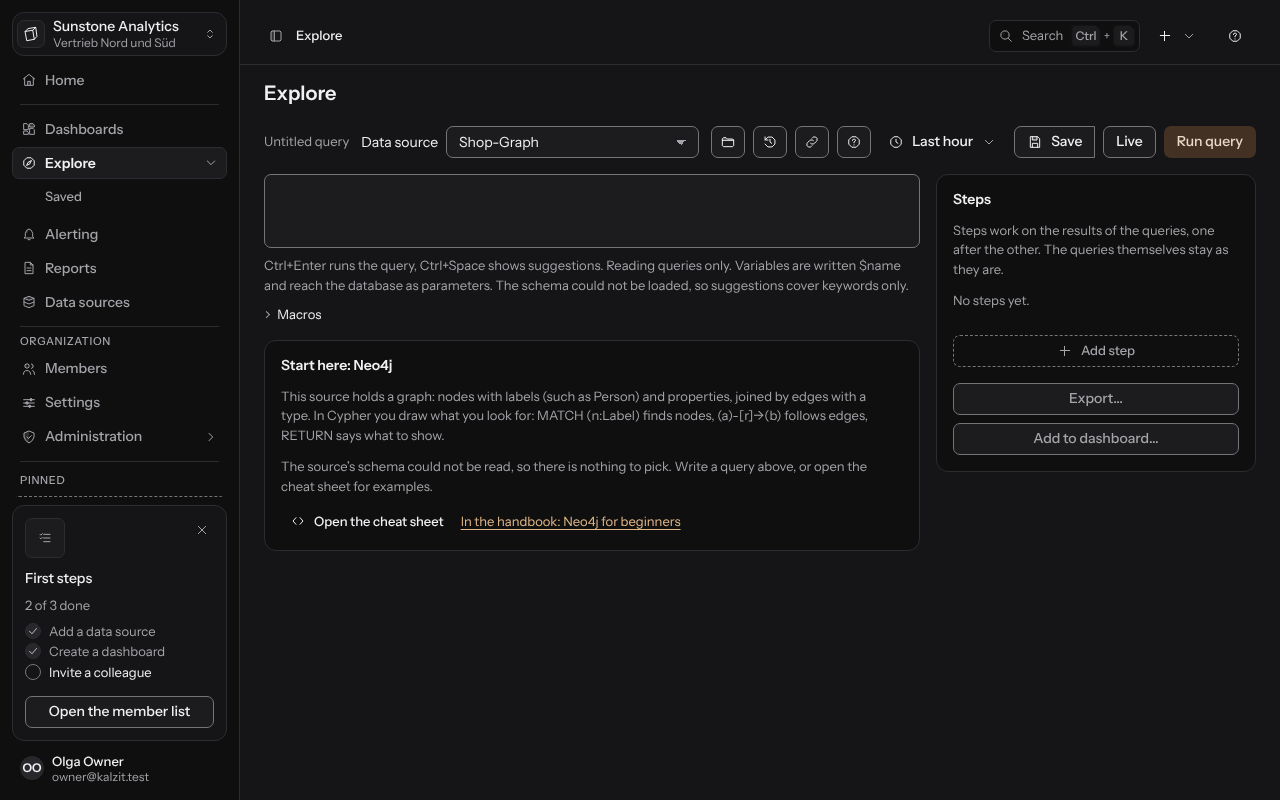 Sunstone Analytics
Vertrieb Nord und Süd
Home
Dashboards
Explore
Saved
Alerting
Reports
Data sources
ORGANIZATION
Members
Settings
Administration
PINNED
First steps
2 of 3 done
Add a data source
Create a dashboard
Invite a colleague
Open the member list
OO
Olga Owner
owner@kalzit.test
Explore
Search Ctrl + K
Explore
Untitled query Data source Shop-Graph Last hour Save Live Run query
Ctrl+Enter runs the query, Ctrl+Space shows suggestions. Reading queries only. Variables are written $name
and reach the database as parameters. The schema could not be loaded, so suggestions cover keywords only.
Macros
Start here: Neo4j
This source holds a graph: nodes with labels (such as Person) and properties, joined by edges with a
type. In Cypher you draw what you look for: MATCH (n:Label) finds nodes, (a)-[r]->(b) follows edges,
RETURN says what to show.
The source's schema could not be read, so there is nothing to pick. Write a query above, or open the
cheat sheet for examples.
Open the cheat sheet In the handbook: Neo4j for beginners
Steps
Steps work on the results of the queries, one
after the other. The queries themselves stay as
they are.
No steps yet.
Add step
Export...
Add to dashboard...